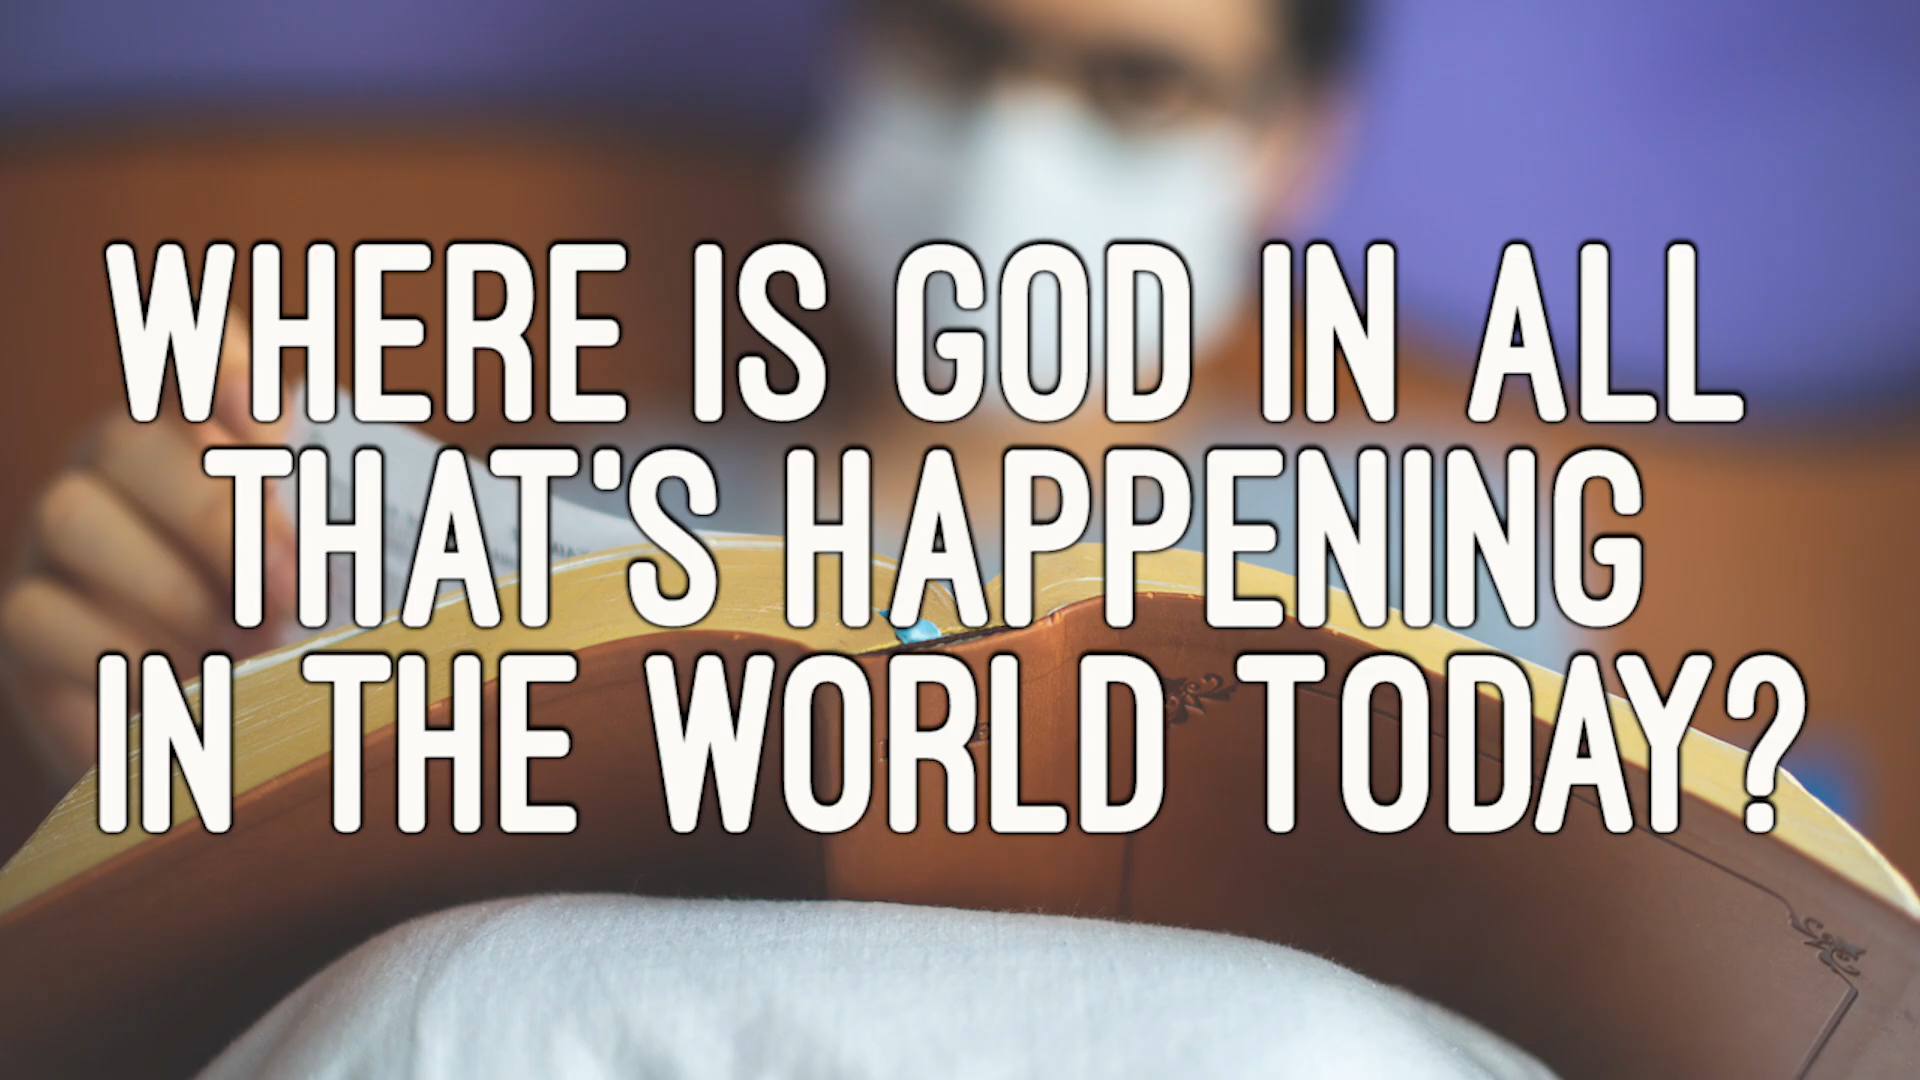 WHERE IS GOD IN ALL
THAT'S HAPPENING
IN THE WORLD TODAY?